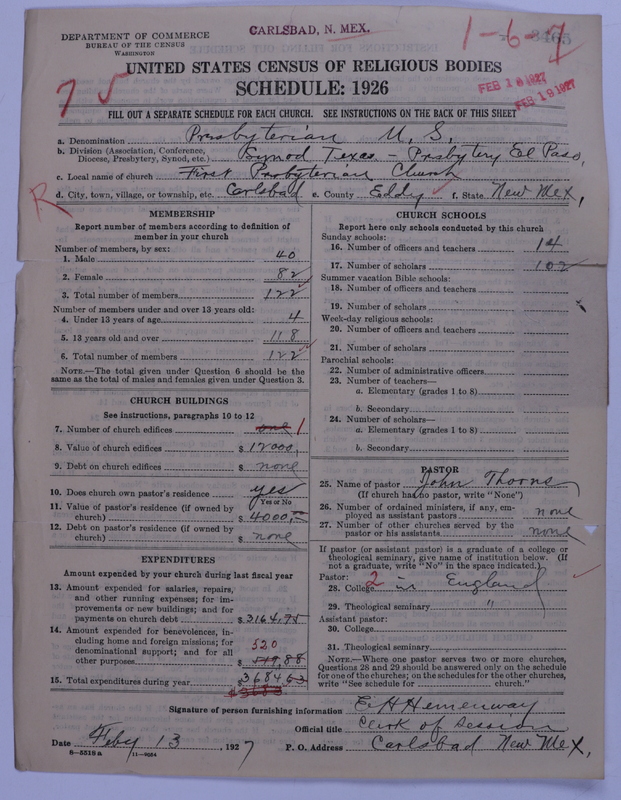 DEPARTMENT OF COMMERCE
BUREAU OF THE CENSUS
WASHINGTON
CARLSBAD, N. MEX.
1-6-7
8465
75
FEB 18 1927
FEB 19 1927
UNITED STATES CENSUS OF RELIGIOUS BODIES
SCHEDULE: 1926
FILL OUT A SEPARATE SCHEDULE FOR EACH CHURCH. SEE INSTRUCTIONS ON THE BACK OF THIS SHEET
a. Denomination Presbyterian U. S.
b. Division (Association, Conference, Diocese, Presbytery, Synod, etc.) Synod Texas - Presbytery El Paso,
c. Local name of church First Presbyterian Church
R
d. City, town, village, or township, etc. Carlsbad e. County Eddy f. State New Mex,
MEMBERSHIP
Report number of members according to definition of
member in your church
Number of members, by sex:
1. Male 40
2. Female 82
3. Total number of members 122
Number of members under and over 13 years old:
4. Under 13 years of age 4
5. 13 years old and over 118
6. Total number of members 122
NOTE.—The total given under Question 6 should be
same as the total of males and females given under Question 3.
CHURCH BUILDINGS
See instructions, paragraphs 10 to 12
7. Number of church edifices one 1
8. Value of church edifices $ 12000,
9. Debt on church edifices $ none
10. Does church own pastor's residence yes
Yes or No
11. Value of pastor's residence (if owned by
church) $ 4000,
12. Debt on pastor's residence (if owned by
church) $ none
EXPENDITURES
Amount expended by your church during last fiscal year
13. Amount expended for salaries, repairs,
and other running expenses; for im-
provements or new buildings; and for
payments on church debt $ 3164.75
14. Amount expended for benevolences, in-
cluding home and foreign missions; for
denominational support; and for all
other purposes $ 519.88
520
15. Total expenditures during year $ 3684 63
CHURCH SCHOOLS
Report here only schools conducted by this church
Sunday schools:
16. Number of officers and teachers 14
17. Number of scholars 102
Summer vacation Bible schools:
18. Number of officers and teachers
19. Number of scholars
Week-day religious schools:
20. Number of officers and teachers
21. Number of scholars
Parochial schools:
22. Number of administrative officers
23. Number of teachers—
a. Elementary (grades 1 to 8)
b. Secondary
24. Number of scholars—
a. Elementary (grades 1 to 8)
b. Secondary
PASTOR
25. Name of pastor John Thorns
(If church has no pastor, write "None")
26. Number of ordained ministers, if any, em-
ployed as assistant pastors none
27. Number of other churches served by the
pastor or his assistants none
If pastor (or assistant pastor) is a graduate of a college or
theological seminary, give name of institution below. (If
not a graduate, write "No" in the space indicated.)
Pastor:
28. College 2 in England
29. Theological seminary "
Assistant pastor:
30. College
31. Theological seminary
NOTE.—Where one pastor serves two or more churches,
Questions 28 and 29 should be answered only on the schedule
for one of the churches; on the schedules for the other churches,
write "See schedule for church."
Signature of person furnishing information E. H. Hemenway
Official title Clerk of Session
Date Feby 13, 1927 P. O. Address Carlsbad New Mex,
8-5518a 11-9554